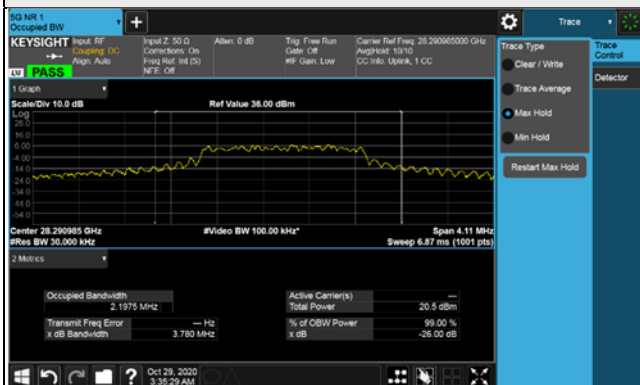 5G NR 1
Occupied BW
Trace
KEYSIGHT Input: RF
Coupling: DC
Align: Auto
Input Z: 50 Ω
Corrections: On
Freq Ref: Int (S)
NFE: Off
Atten: 0 dB
Trig: Free Run
Gate: Off
#IF Gain: Low
Carrier Ref Freq: 28.290985000 GHz
Avg|Hold: 10/10
CC Info: Uplink, 1 CC
LXI PASS
1 Graph
Scale/Div 10.0 dB
Ref Value 36.00 dBm
Log
26.0
16.0
6.00
-4.00
-14.0
-24.0
-34.0
-44.0
-54.0
Center 28.290985 GHz
#Video BW 100.00 kHz*
Span 4.11 MHz
#Res BW 30.000 kHz
Sweep 6.87 ms (1001 pts)
2 Metrics
Occupied Bandwidth
2.1975 MHz
Transmit Freq Error
--- Hz
x dB Bandwidth
3.780 MHz
Active Carrier(s)
---
Total Power
20.5 dBm
% of OBW Power
99.00 %
x dB
-26.00 dB
?
Oct 29, 2020
3:35:29 AM
Trace Type
Clear / Write
Trace Average
Max Hold
Min Hold
Restart Max Hold
Trace
Control
Detector